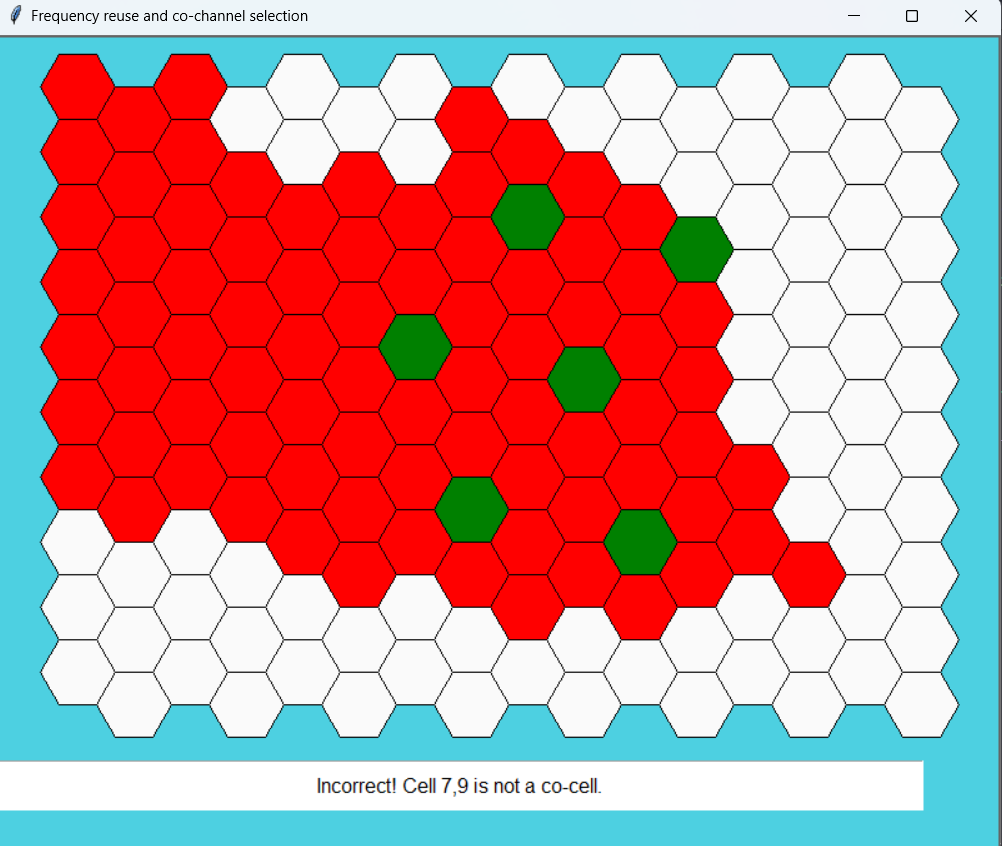 Frequency reuse and co-channel selection
Incorrect! Cell 7,9 is not a co-cell.